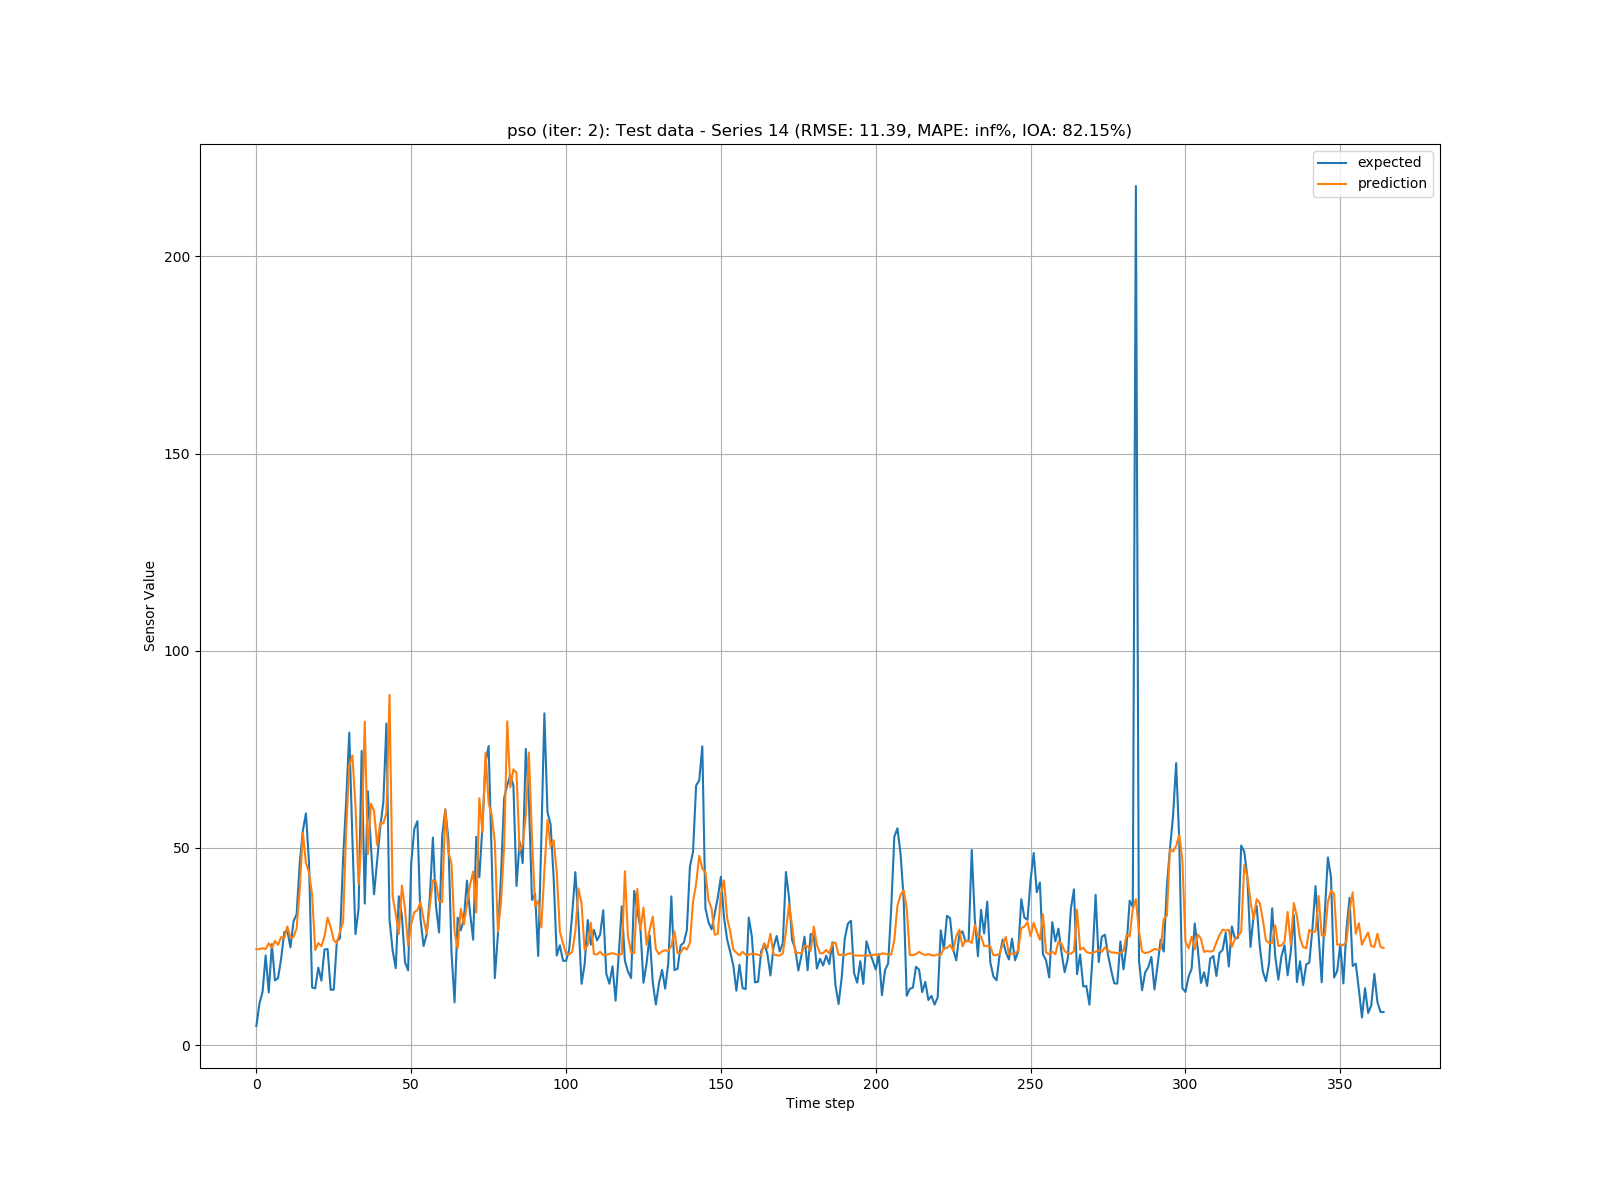 pso (iter: 2): Test data - Series 14 (RMSE: 11.39, MAPE: inf%, IOA: 82.15%)
expected
prediction
200
150
100
50
0
Sensor Value
0 50 100 150 200 250 300 350
Time step